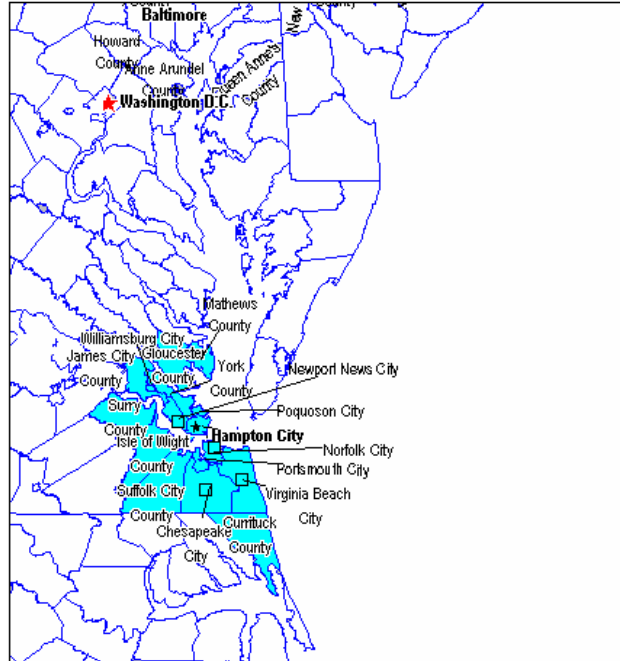 County
County
Baltimore
New
Howard
County
Anne Arundel
County
Queen Anne's
County
Washington D.C.
Mathews
County
Williamsburg City
James City
County
Gloucester
County
York
County
Newport News City
Surry
County
Poquoson City
Hampton City
Isle of Wight
County
Norfolk City
Portsmouth City
Suffolk City
County
Virginia Beach
City
Chesapeake
City
Currituck
County